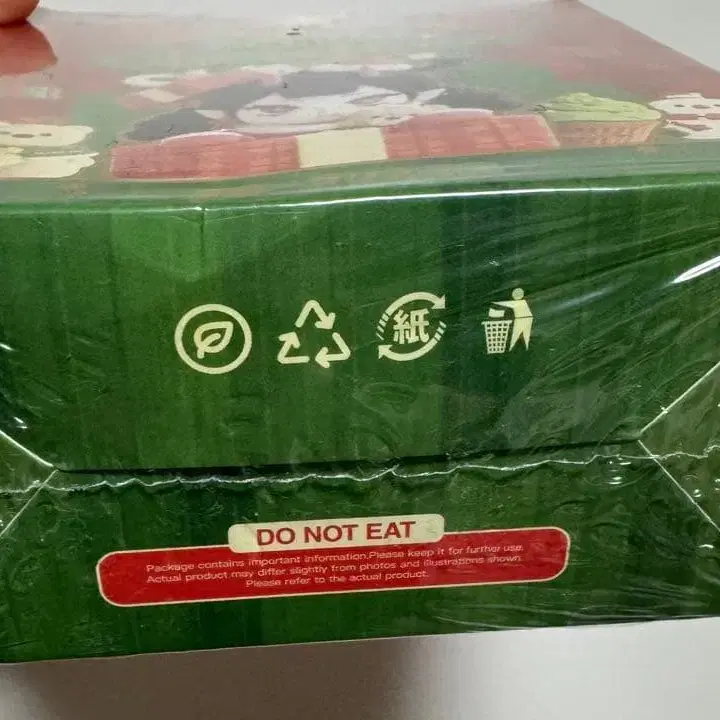 紙
DO NOT EAT
Package contains important information.Please keep it for further use.
Actual product may differ slightly from photos and illustrations shown.
Please refer to the actual product.